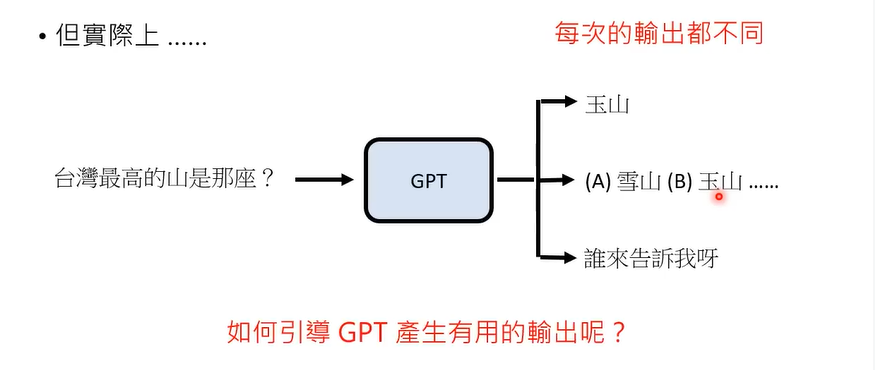 • 但實際上 ......
每次的輸出都不同
玉山
台灣最高的山是那座？
GPT
(A) 雪山 (B) 玉山 ......
誰來告訴我呀
如何引導 GPT 產生有用的輸出呢？